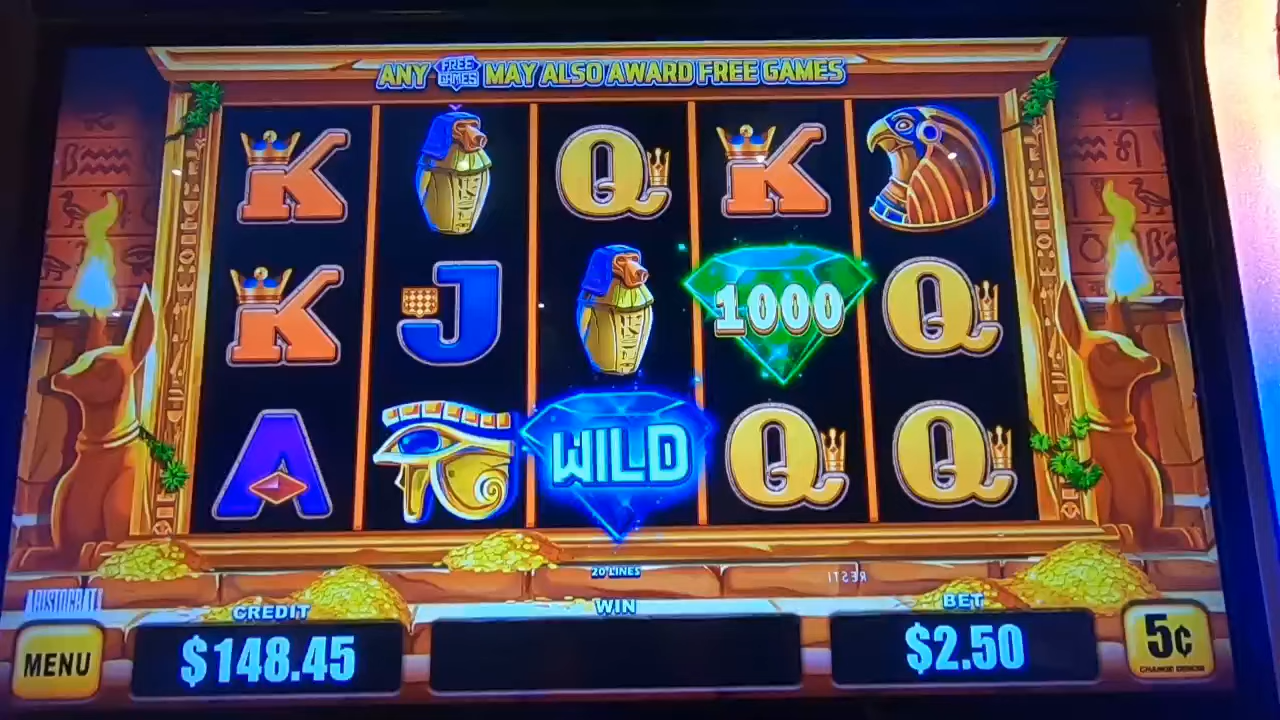 ANY FREE GAMES MAY ALSO AWARD FREE GAMES
K Q K
K J 1000 Q
A WILD Q Q
20 LINES
ARISTOCRAT
CREDIT WIN BET
MENU $148.45 $2.50 5¢